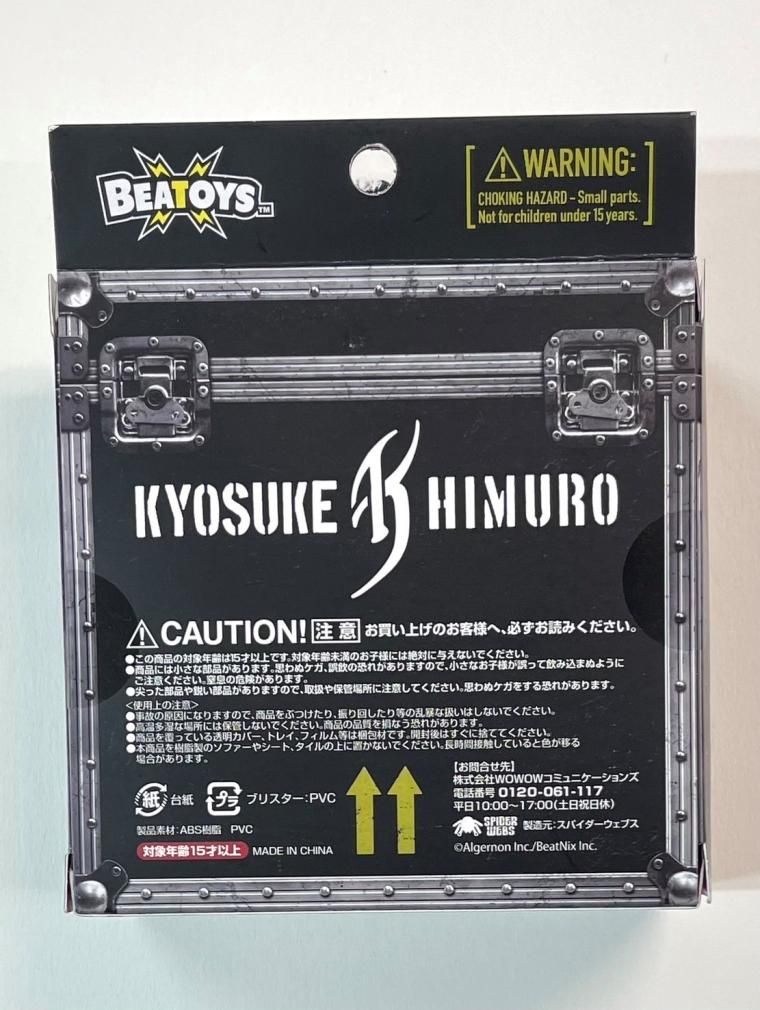 BEATOYS™
⚠WARNING:
CHOKING HAZARD – Small parts.
Not for children under 15 years.
KYOSUKE HIMURO
⚠CAUTION! 注意 お買い上げのお客様へ、必ずお読みください。
●この商品の対象年齢は15才以上です。対象年齢未満のお子様には絶対に与えないでください。
●商品には小さな部品があります。思わぬケガ、誤飲の恐れがありますので、小さなお子様が誤って飲み込まぬように
ご注意ください。窒息の危険があります。
●尖った部品や鋭い部品がありますので、取扱や保管場所に注意してください。思わぬケガをする恐れがあります。
<使用上の注意>
●事故の原因になりますので、商品をぶつけたり、振り回したり等の乱暴な扱いはしないでください。
●高温多湿な場所には保管しないでください。商品の品質を損なう恐れがあります。
●商品を覆っている透明カバー、トレイ、フィルム等は梱包材です。開封後はすぐに捨ててください。
●本商品を樹脂製のソファーやシート、タイルの上に置かないでください。長時間接触していると色が移る
場合があります。
紙 台紙 プラ ブリスター:PVC
製品素材:ABS樹脂 PVC
対象年齢15才以上 MADE IN CHINA
【お問合せ先】
株式会社WOWOWコミュニケーションズ
電話番号 0120-061-117
平日10:00〜17:00(土日祝日休)
SPIDER WEBS 製造元:スパイダーウェブス
©Algernon Inc./BeatNix Inc.